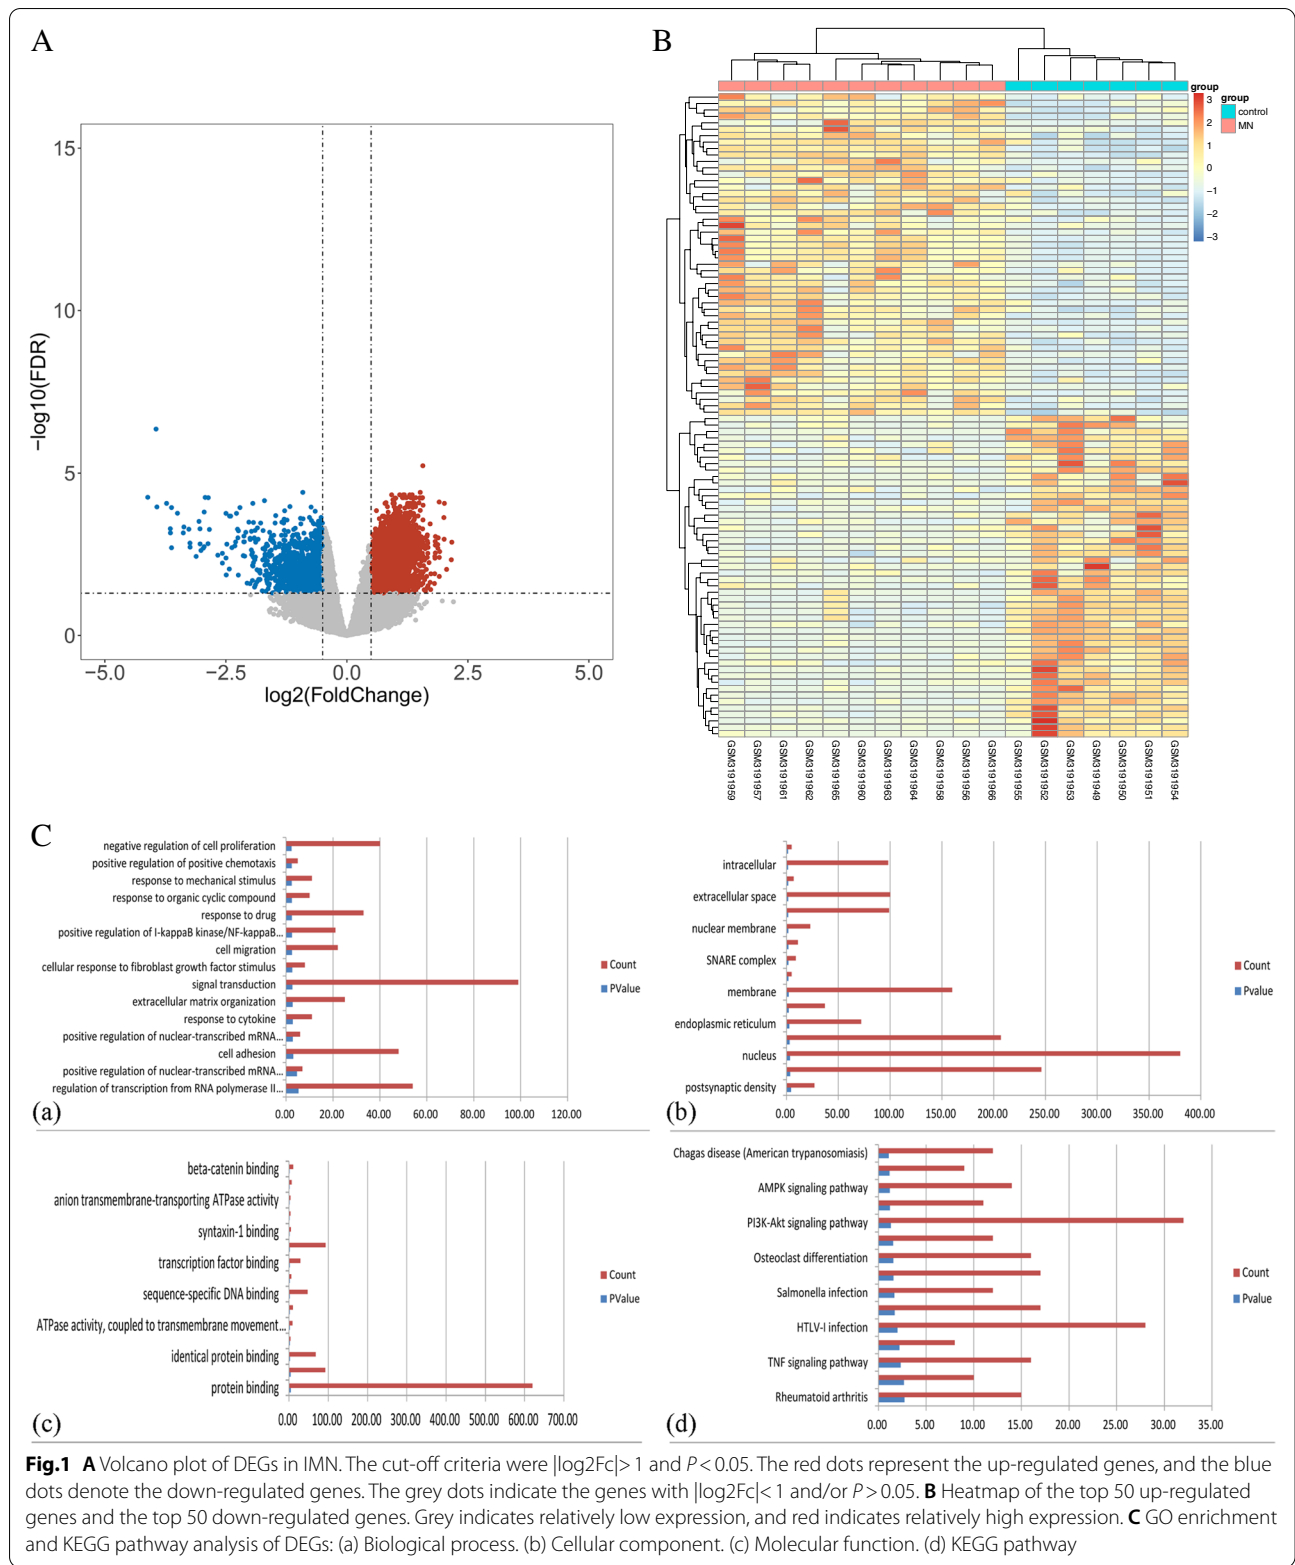 A
15
10
5
0
−log10(FDR)
−5.0
−2.5
0.0
2.5
5.0
log2(FoldChange)
B
group
3
2
1
0
−1
−2
−3
group
control
MN
GSM3191959
GSM3191957
GSM3191961
GSM3191962
GSM3191965
GSM3191960
GSM3191963
GSM3191964
GSM3191958
GSM3191956
GSM3191966
GSM3191955
GSM3191952
GSM3191953
GSM3191949
GSM3191950
GSM3191951
GSM3191954
C
negative regulation of cell proliferation
positive regulation of positive chemotaxis
response to mechanical stimulus
response to organic cyclic compound
response to drug
positive regulation of I-kappaB kinase/NF-kappaB...
cell migration
cellular response to fibroblast growth factor stimulus
signal transduction
extracellular matrix organization
response to cytokine
positive regulation of nuclear-transcribed mRNA...
cell adhesion
positive regulation of nuclear-transcribed mRNA...
regulation of transcription from RNA polymerase II...
0.00 20.00 40.00 60.00 80.00 100.00 120.00
Count
PValue
(a)
intracellular
extracellular space
nuclear membrane
SNARE complex
membrane
endoplasmic reticulum
nucleus
postsynaptic density
0.00 50.00 100.00 150.00 200.00 250.00 300.00 350.00 400.00
Count
Pvalue
(b)
beta-catenin binding
anion transmembrane-transporting ATPase activity
syntaxin-1 binding
transcription factor binding
sequence-specific DNA binding
ATPase activity, coupled to transmembrane movement...
identical protein binding
protein binding
0.00 100.00 200.00 300.00 400.00 500.00 600.00 700.00
Count
PValue
(c)
Chagas disease (American trypanosomiasis)
AMPK signaling pathway
PI3K-Akt signaling pathway
Osteoclast differentiation
Salmonella infection
HTLV-I infection
TNF signaling pathway
Rheumatoid arthritis
0.00 5.00 10.00 15.00 20.00 25.00 30.00 35.00
Count
PValue
(d)
Fig.1 A Volcano plot of DEGs in IMN. The cut-off criteria were |log2Fc|> 1 and P < 0.05. The red dots represent the up-regulated genes, and the blue
dots denote the down-regulated genes. The grey dots indicate the genes with |log2Fc|< 1 and/or P > 0.05. B Heatmap of the top 50 up-regulated
genes and the top 50 down-regulated genes. Grey indicates relatively low expression, and red indicates relatively high expression. C GO enrichment
and KEGG pathway analysis of DEGs: (a) Biological process. (b) Cellular component. (c) Molecular function. (d) KEGG pathway